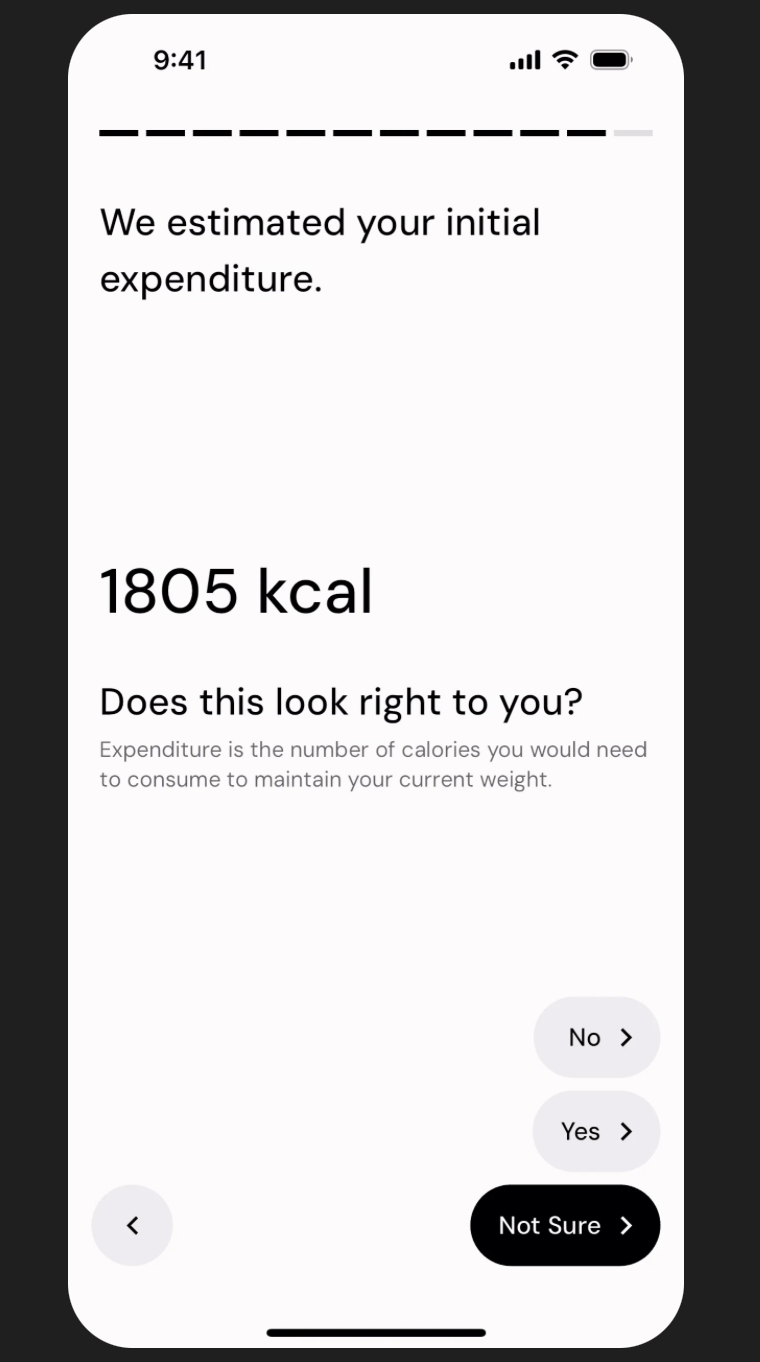 9:41
We estimated your initial
expenditure.
1805 kcal
Does this look right to you?
Expenditure is the number of calories you would need
to consume to maintain your current weight.
No
Yes
Not Sure